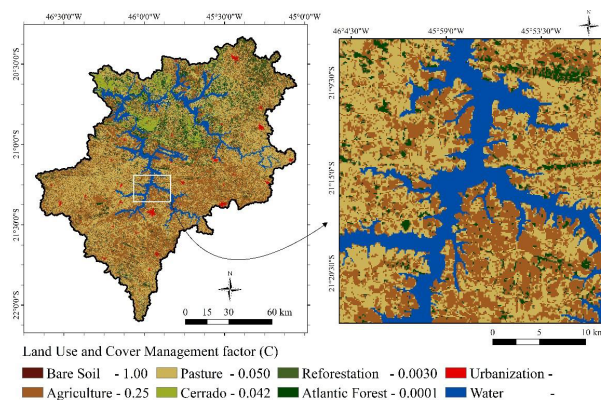 46°30'0"W 46°0'0"W 45°30'0"W 45°0'0"W
46°4'30"W 45°59'0"W 45°53'30"W
N
20°30'0"S
21°0'0"S
21°30'0"S
22°0'0"S
21°9'30"S
21°15'0"S
21°20'30"S
N
0 15 30 60 km
0 5 10 km
Land Use and Cover Management factor (C)
Bare Soil - 1.00 Pasture - 0.050 Reforestation - 0.0030 Urbanization -
Agriculture - 0.25 Cerrado - 0.042 Atlantic Forest - 0.0001 Water -